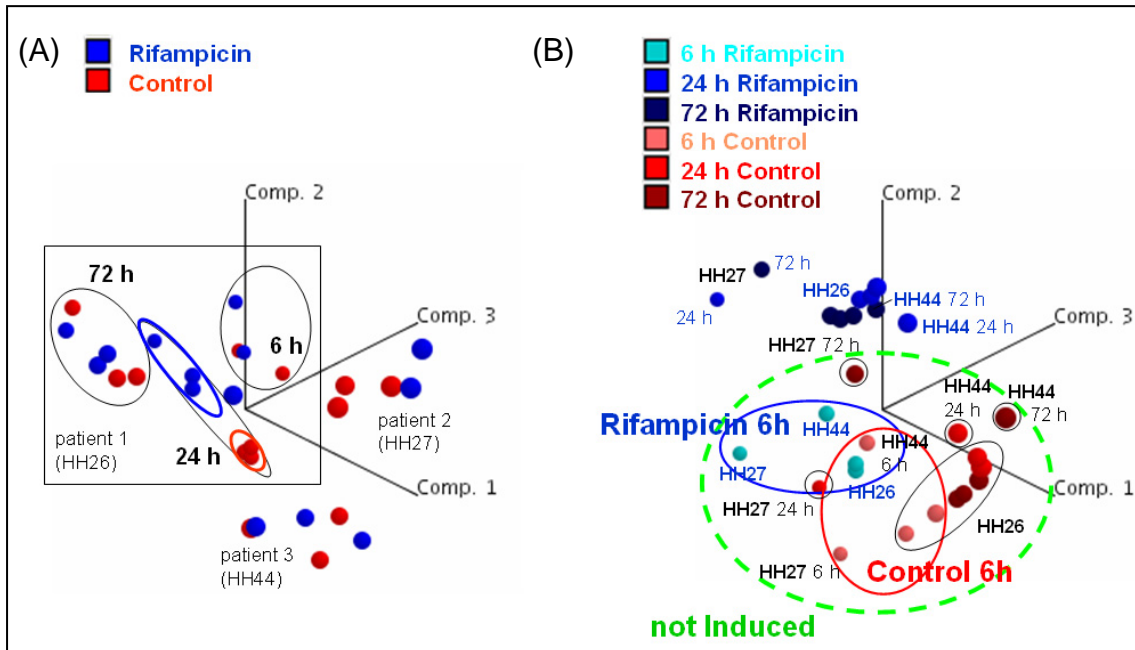 (A)
Rifampicin
Control
Comp. 2
72 h
6 h
Comp. 3
patient 1
(HH26)
24 h
patient 2
(HH27)
Comp. 1
patient 3
(HH44)
(B)
6 h Rifampicin
24 h Rifampicin
72 h Rifampicin
6 h Control
24 h Control
72 h Control
Comp. 2
HH27 72 h
24 h
HH26
HH44 72 h
HH44 24 h
Comp. 3
HH27 72 h
HH44
24 h
HH44
72 h
Rifampicin 6h
HH44
HH44
6 h
HH27
HH26
Comp. 1
HH27 24 h
HH26
HH27 6 h
Control 6h
not Induced